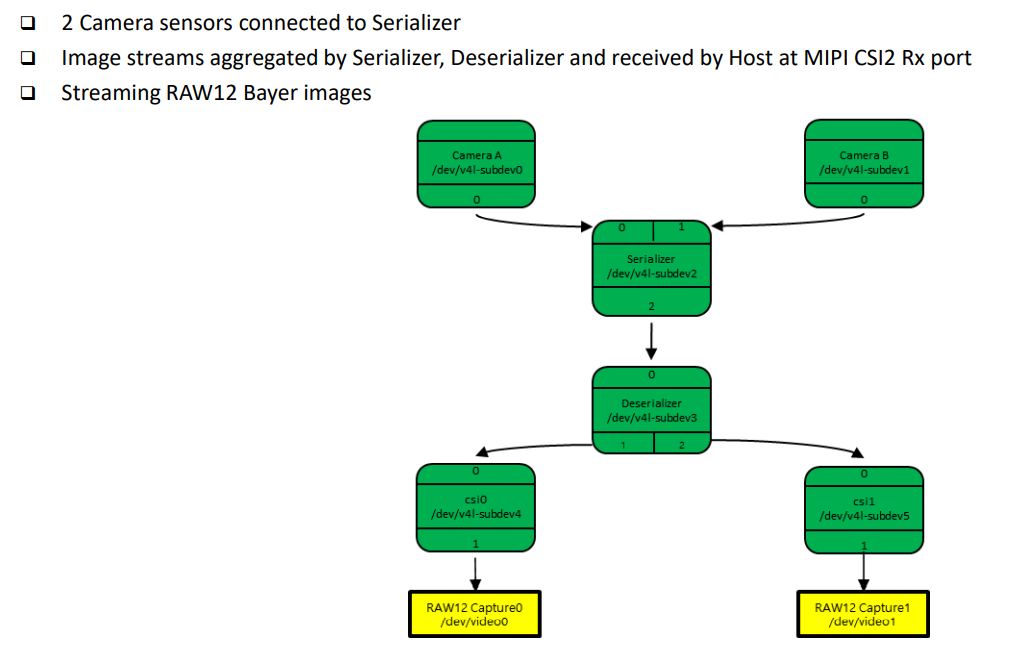 2 Camera sensors connected to Serializer
Image streams aggregated by Serializer, Deserializer and received by Host at MIPI CSI2 Rx port
Streaming RAW12 Bayer images
Camera A
/dev/v4l-subdev0
0
Camera B
/dev/v4l-subdev1
0
0 1
Serializer
/dev/v4l-subdev2
2
0
Deserializer
/dev/v4l-subdev3
1 2
0
csi0
/dev/v4l-subdev4
1
0
csi1
/dev/v4l-subdev5
1
RAW12 Capture0
/dev/video0
RAW12 Capture1
/dev/video1